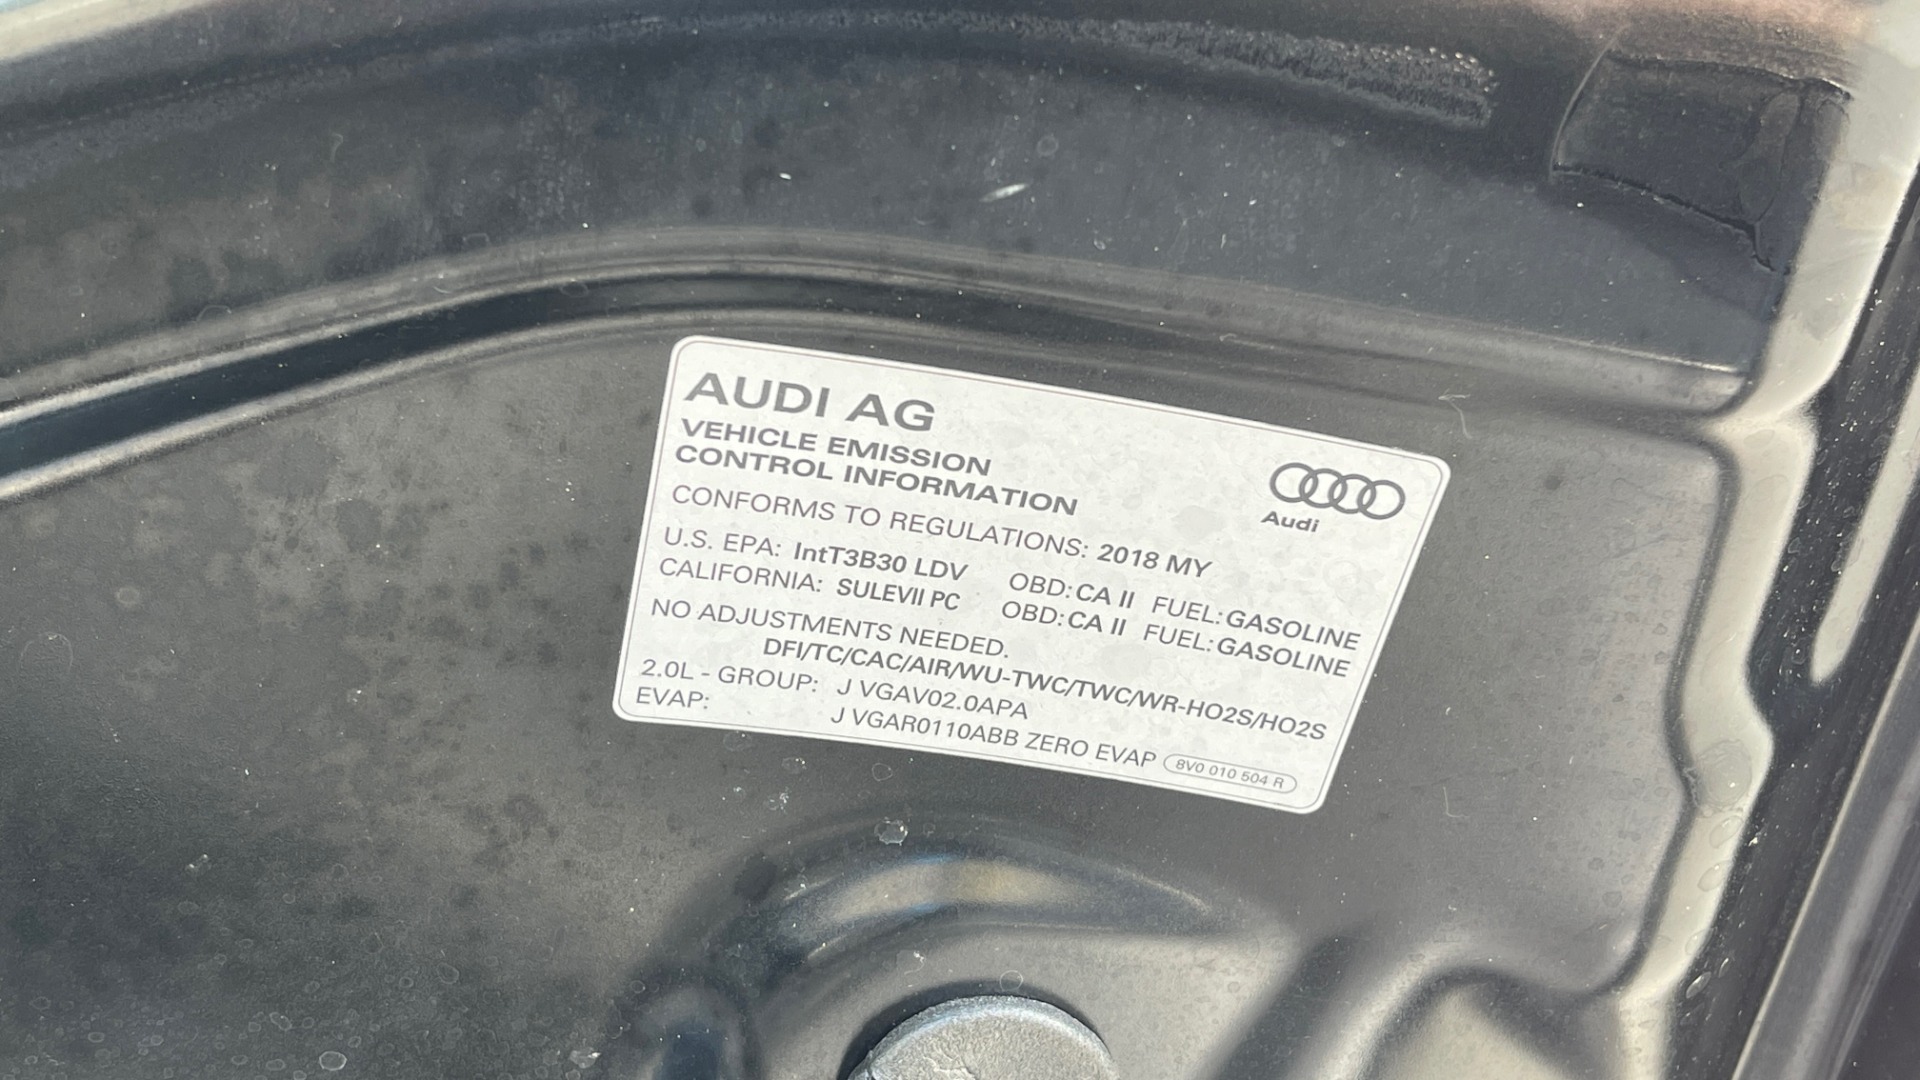 AUDI AG
VEHICLE EMISSION
CONTROL INFORMATION
Audi
CONFORMS TO REGULATIONS: 2018 MY
U.S. EPA: IntT3B30 LDV OBD: CA II FUEL: GASOLINE
CALIFORNIA: SULEVII PC OBD: CA II FUEL: GASOLINE
NO ADJUSTMENTS NEEDED.
DFI/TC/CAC/AIR/WU-TWC/TWC/WR-HO2S/HO2S
2.0L - GROUP: J VGAV02.0APA
EVAP: J VGAR0110ABB ZERO EVAP 8V0 010 504 R